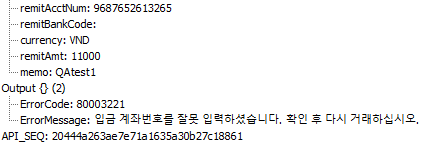 remitAcctNum: 9687652613265
remitBankCode:
currency: VND
remitAmt: 11000
memo: QAtest1
Output {} (2)
ErrorCode: 80003221
ErrorMessage: 입금 계좌번호를 잘못 입력하셨습니다. 확인 후 다시 거래하십시오.
API_SEQ: 20444a263ae7e71a1635a30b27c18861